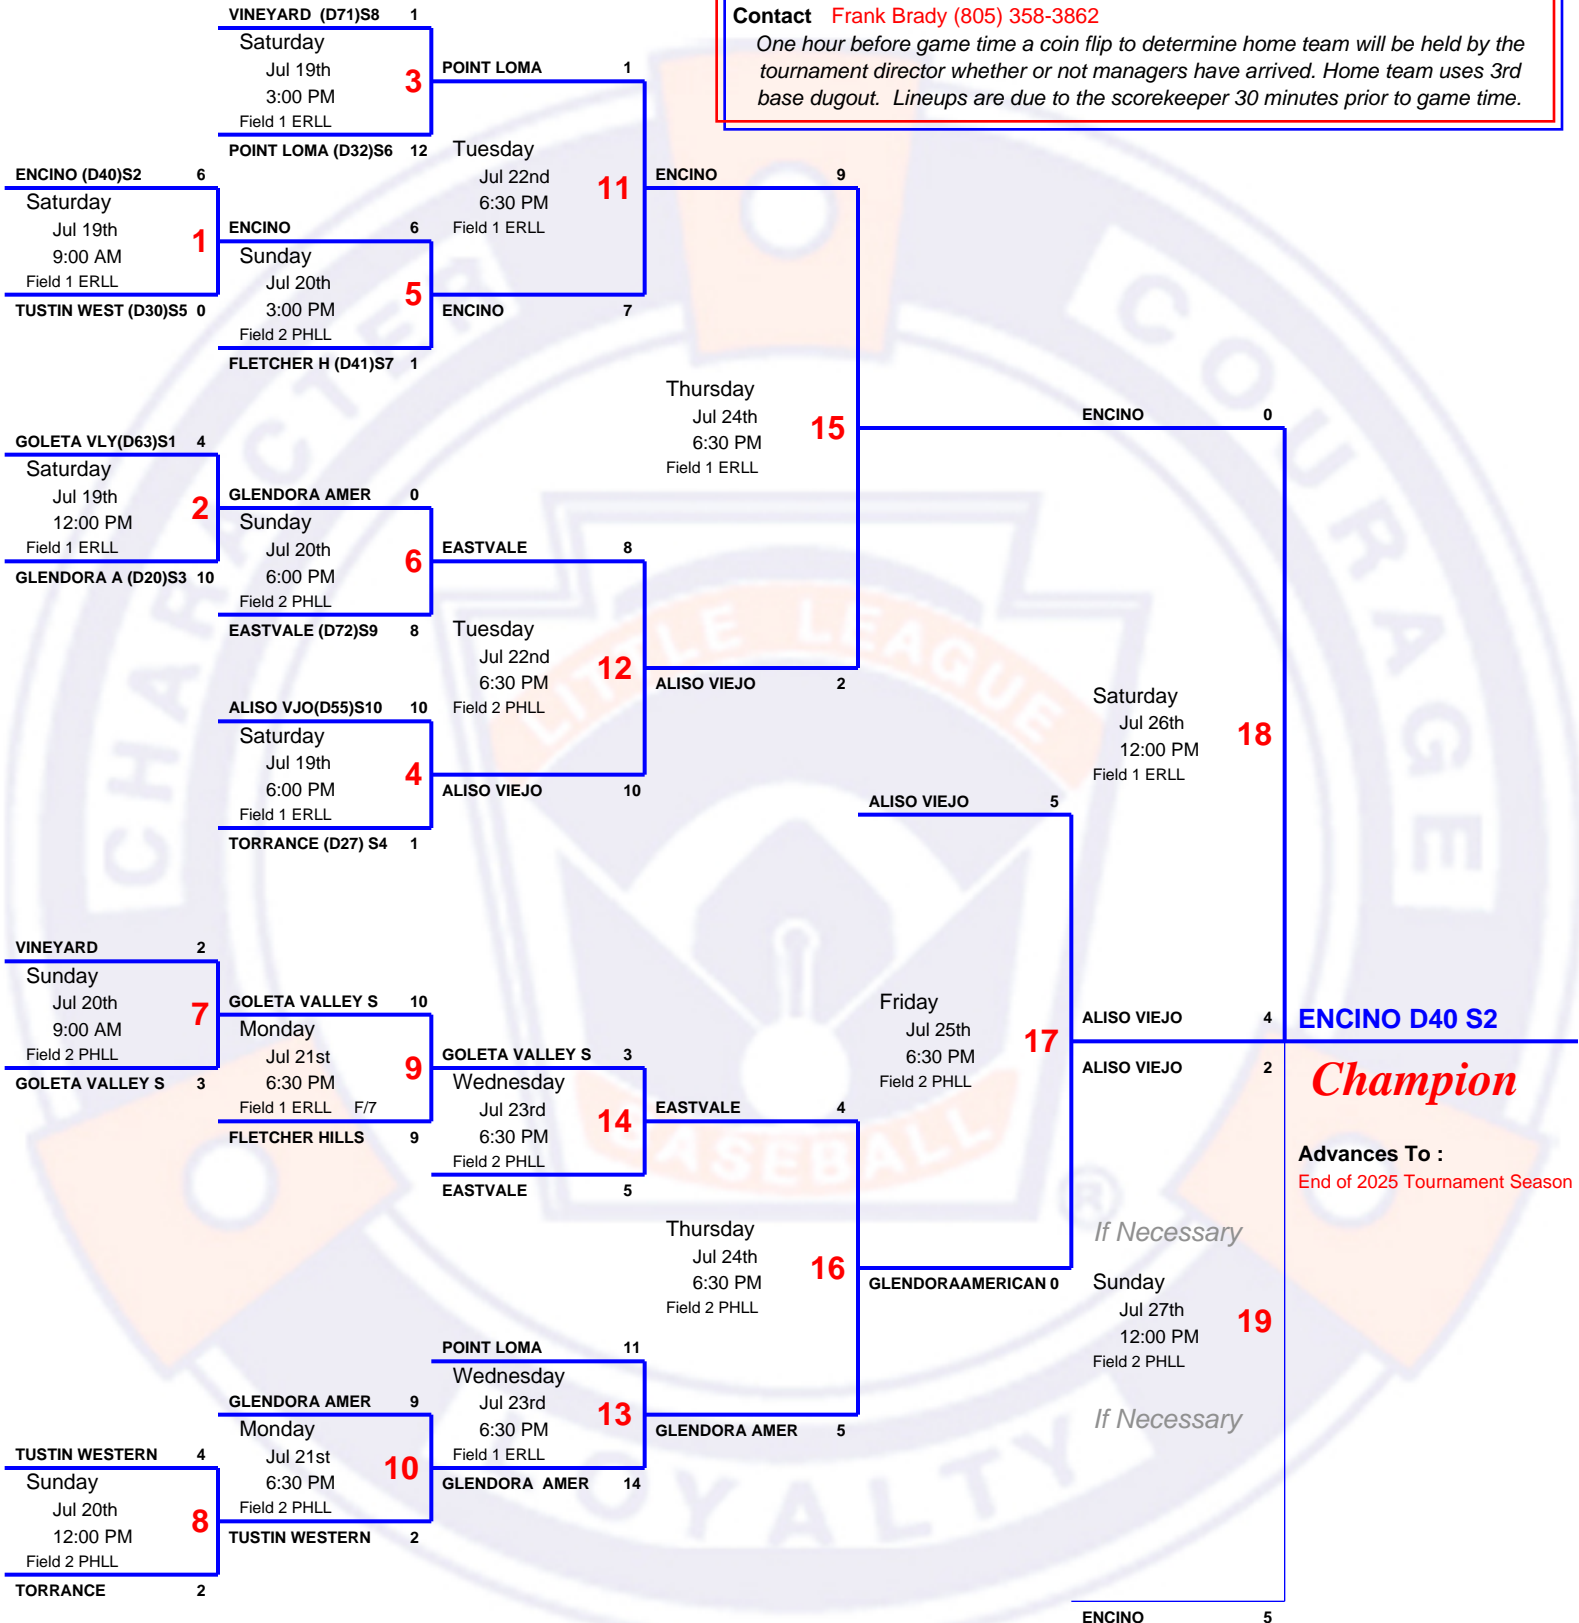 VINEYARD (D71)S8 1
Saturday
Jul 19th
3:00 PM
Field 1 ERLL
3
POINT LOMA (D32)S6 12
Contact Frank Brady (805) 358-3862
One hour before game time a coin flip to determine home team will be held by the
tournament director whether or not managers have arrived. Home team uses 3rd
base dugout. Lineups are due to the scorekeeper 30 minutes prior to game time.
POINT LOMA 1
Tuesday
Jul 22nd
6:30 PM
Field 1 ERLL
11
ENCINO 7
ENCINO (D40)S2 6
Saturday
Jul 19th
9:00 AM
Field 1 ERLL
1
TUSTIN WEST (D30)S5 0
ENCINO 6
Sunday
Jul 20th
3:00 PM
Field 2 PHLL
5
FLETCHER H (D41)S7 1
ENCINO 9
Thursday
Jul 24th
6:30 PM
Field 1 ERLL
15
ALISO VIEJO 2
GOLETA VLY(D63)S1 4
Saturday
Jul 19th
12:00 PM
Field 1 ERLL
2
GLENDORA A (D20)S3 10
GLENDORA AMER 0
Sunday
Jul 20th
6:00 PM
Field 2 PHLL
6
EASTVALE (D72)S9 8
EASTVALE 8
Tuesday
Jul 22nd
6:30 PM
Field 2 PHLL
12
ALISO VIEJO 10
ALISO VJO(D55)S10 10
Saturday
Jul 19th
6:00 PM
Field 1 ERLL
4
TORRANCE (D27) S4 1
ENCINO 0
Saturday
Jul 26th
12:00 PM
Field 1 ERLL
18
ALISO VIEJO 4
VINEYARD 2
Sunday
Jul 20th
9:00 AM
Field 2 PHLL
7
GOLETA VALLEY S 3
GOLETA VALLEY S 10
Monday
Jul 21st
6:30 PM
Field 1 ERLL F/7
9
FLETCHER HILLS 9
GOLETA VALLEY S 3
Wednesday
Jul 23rd
6:30 PM
Field 2 PHLL
14
EASTVALE 5
EASTVALE 4
Thursday
Jul 24th
6:30 PM
Field 2 PHLL
16
GLENDORA AMER 5
ALISO VIEJO 5
Friday
Jul 25th
6:30 PM
Field 2 PHLL
17
GLENDORAAMERICAN 0
POINT LOMA 11
Wednesday
Jul 23rd
6:30 PM
Field 1 ERLL
13
GLENDORA AMER 14
GLENDORA AMER 9
Monday
Jul 21st
6:30 PM
Field 2 PHLL
10
TUSTIN WESTERN 2
TUSTIN WESTERN 4
Sunday
Jul 20th
12:00 PM
Field 2 PHLL
8
TORRANCE 2
ALISO VIEJO 2
If Necessary
Sunday
Jul 27th
12:00 PM
Field 2 PHLL
19
If Necessary
ENCINO 5
ENCINO D40 S2
Champion
Advances To :
End of 2025 Tournament Season
CHARACTER
COURAGE
LOYALTY
LITTLE LEAGUE
BASEBALL
®